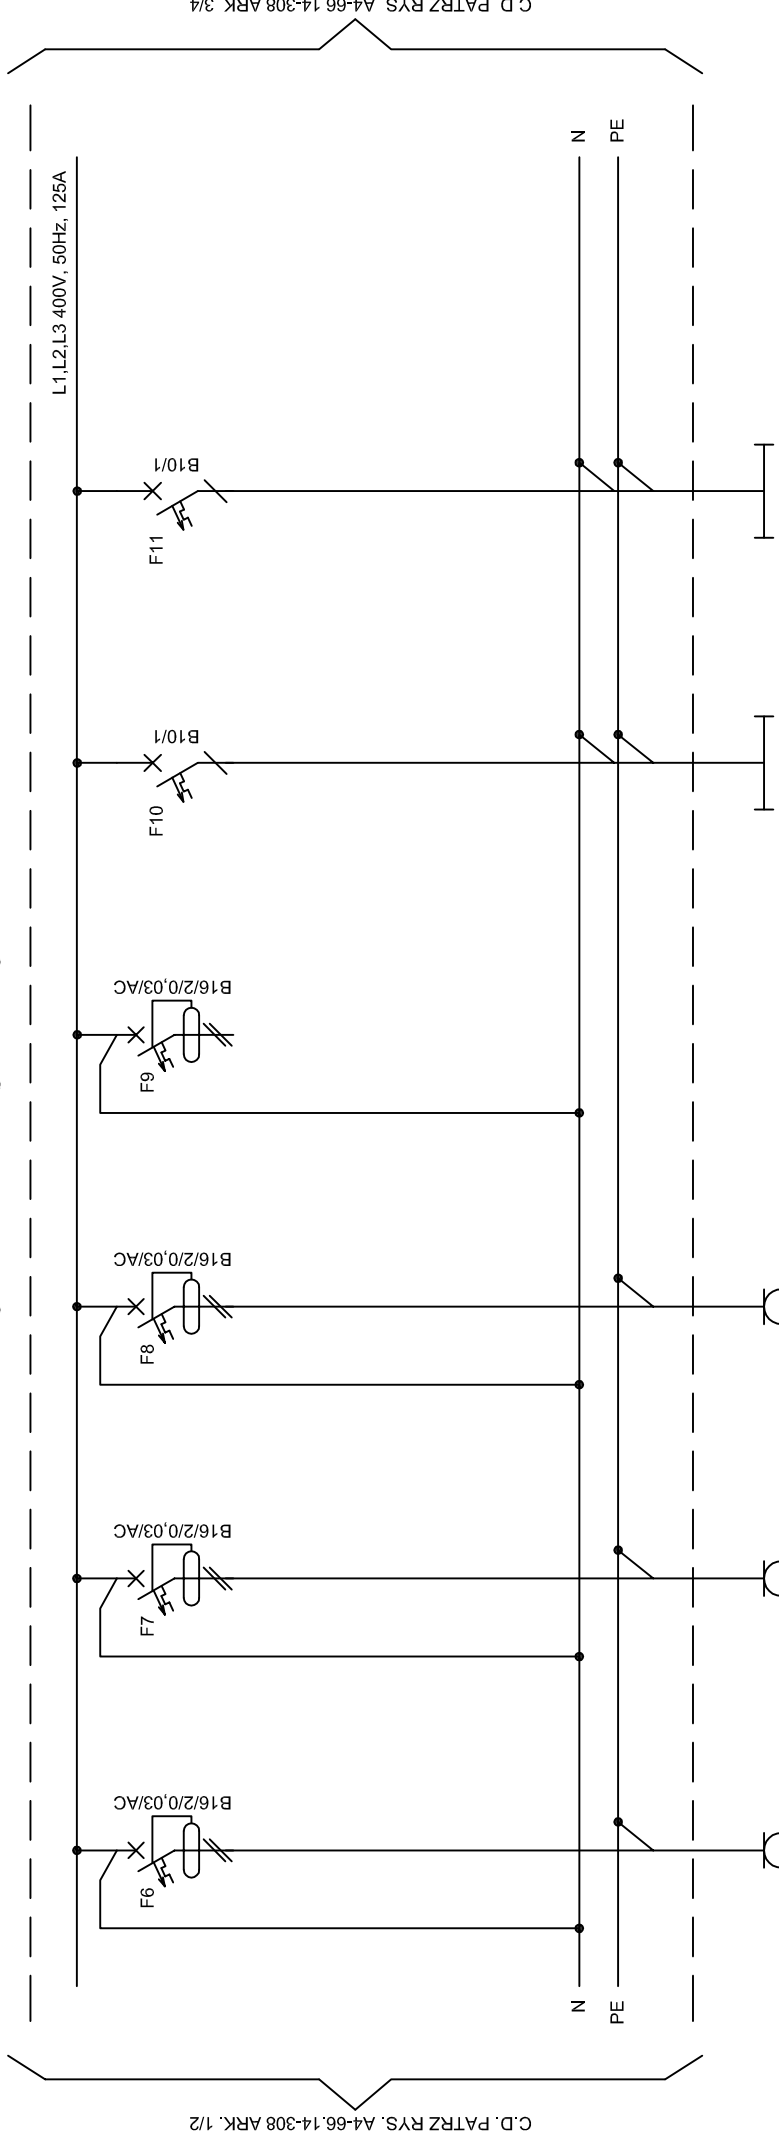 C.D. PATRZ RYS. A4-66.14-308 ARK. 3/4
L1,L2,L3 400V, 50Hz, 125A
N
PE
B10/1
F11
B10/1
F10
B16/2/0,03/AC
F9
B16/2/0,03/AC
F8
B16/2/0,03/AC
F7
B16/2/0,03/AC
F6
N
PE
C.D. PATRZ RYS. A4-66.14-308 ARK. 1/2